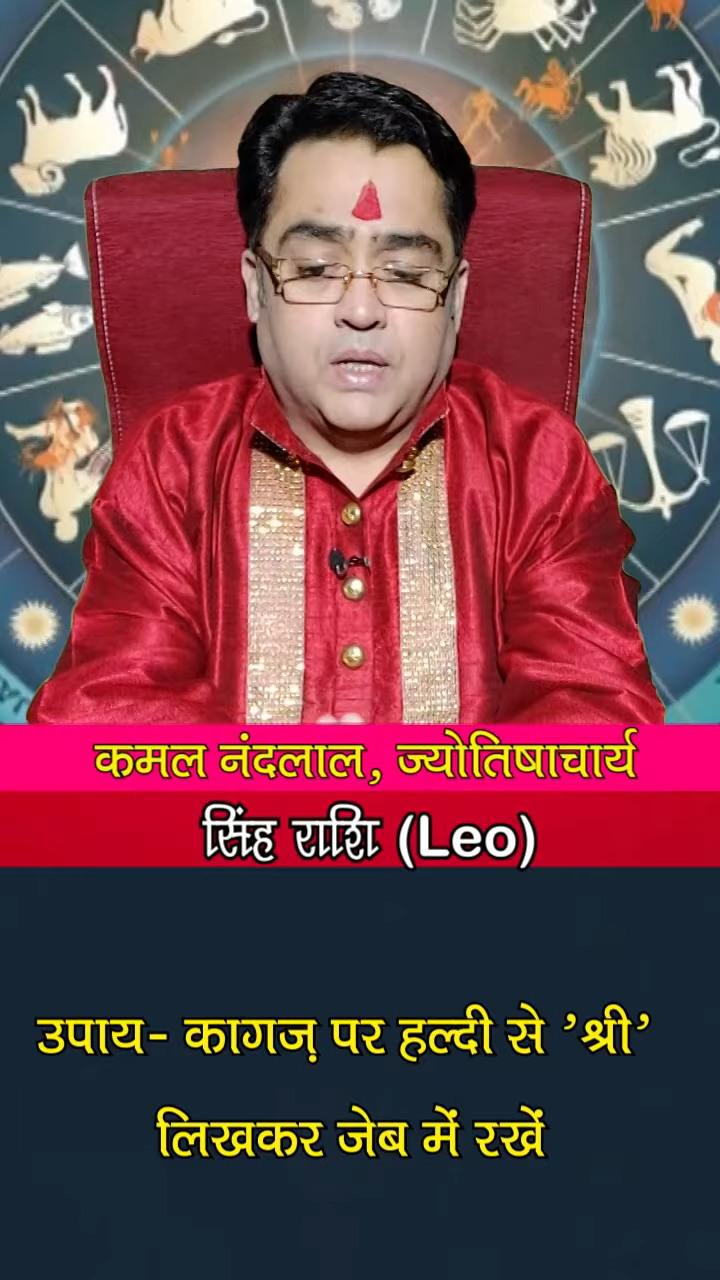 कमल नंदलाल, ज्योतिषाचार्य
सिंह राशि (Leo)
उपाय- कागज़ पर हल्दी से ’श्री’
लिखकर जेब में रखें